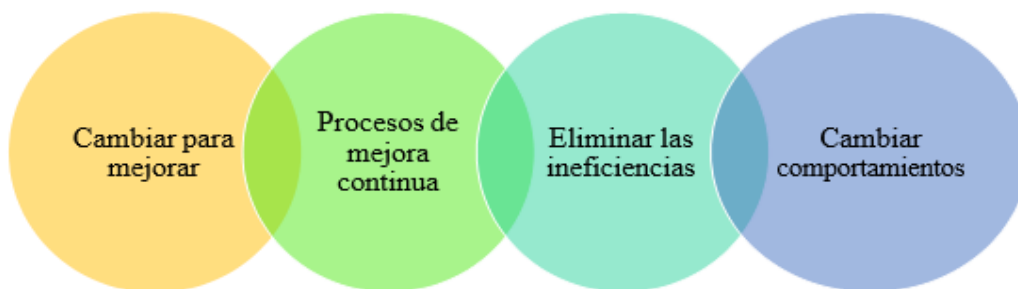 Cambiar para
mejorar
Procesos de
mejora
continua
Eliminar las
ineficiencias
Cambiar
comportamientos